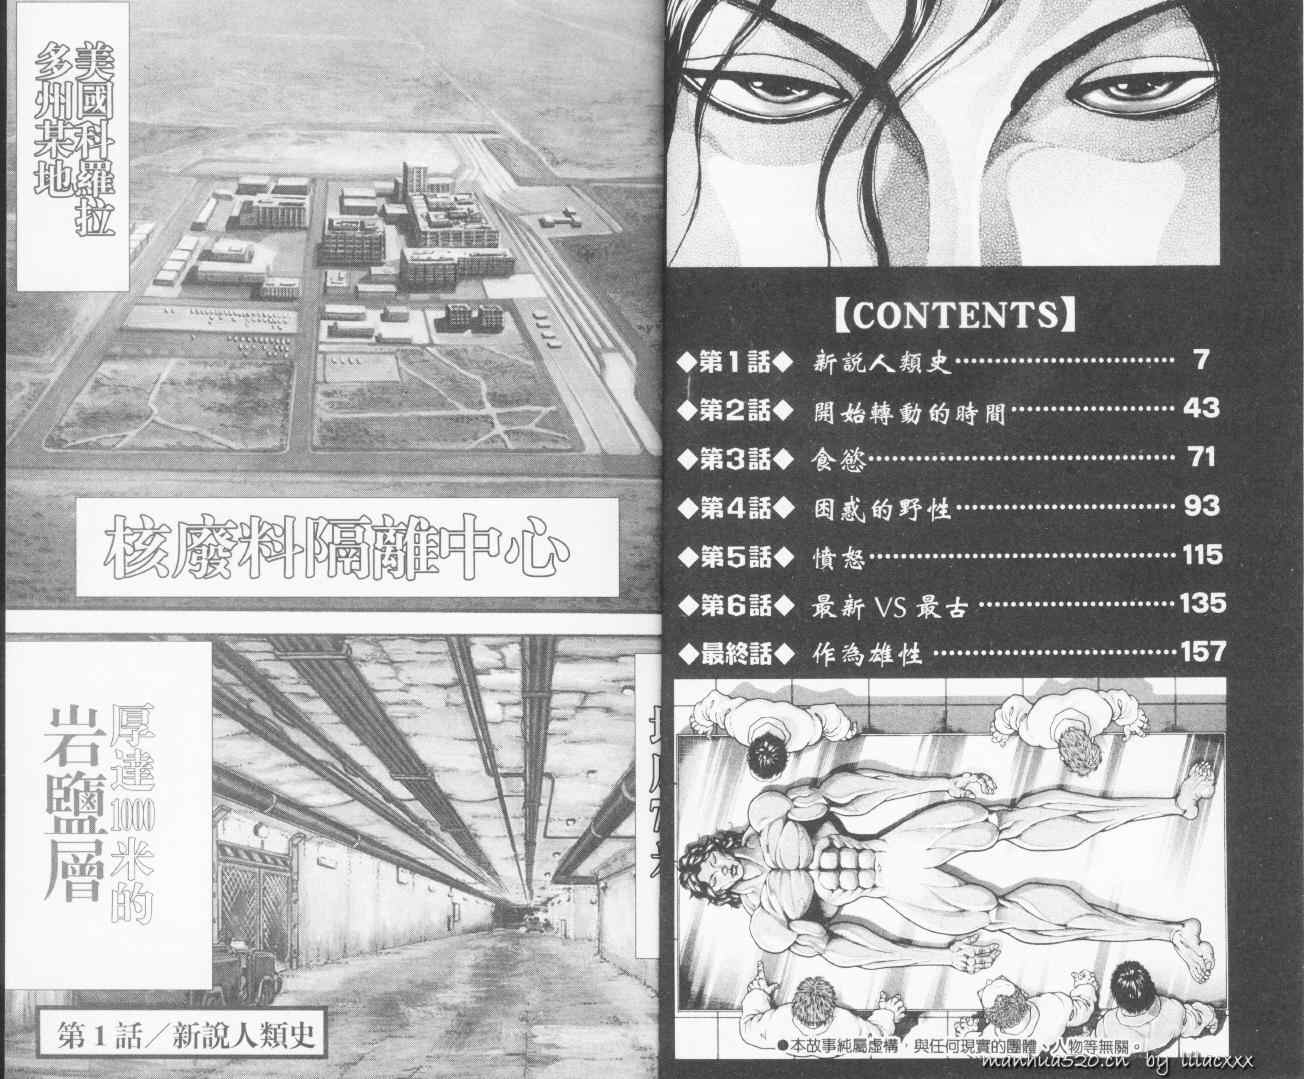 【CONTENTS】
◆第1話◆ 新説人類史 7
◆第2話◆ 開始轉動的時間 43
◆第3話◆ 食慾 71
◆第4話◆ 困惑的野性 93
◆第5話◆ 憤怒 115
◆第6話◆ 最新VS最古 135
◆最終話◆ 作為雄性 157
●本故事純屬虛構，與任何現實的團體、人物等無關。
美國科羅拉
多州某地
核廢料隔離中心
厚達1000米的
岩鹽層
第1話／新說人類史
manhua520.cn by lilacxxx